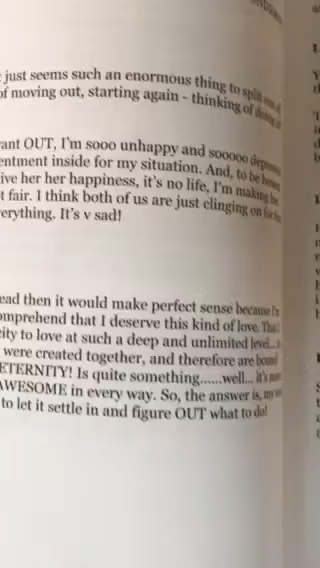 just seems such an enormous thing to split
of moving out, starting again - thinking of
ant OUT, I'm sooo unhappy and sooooo
entment inside for my situation. And, to be
ive her her happiness, it's no life, I'm making
t fair. I think both of us are just clinging on
erything. It's v sad!
ead then it would make perfect sense because I'm
omprehend that I deserve this kind of love. That
city to love at such a deep and unlimited level...
were created together, and therefore are bound
ETERNITY! Is quite something......well... it's
AWESOME in every way. So, the answer is, my
to let it settle in and figure OUT what to do!